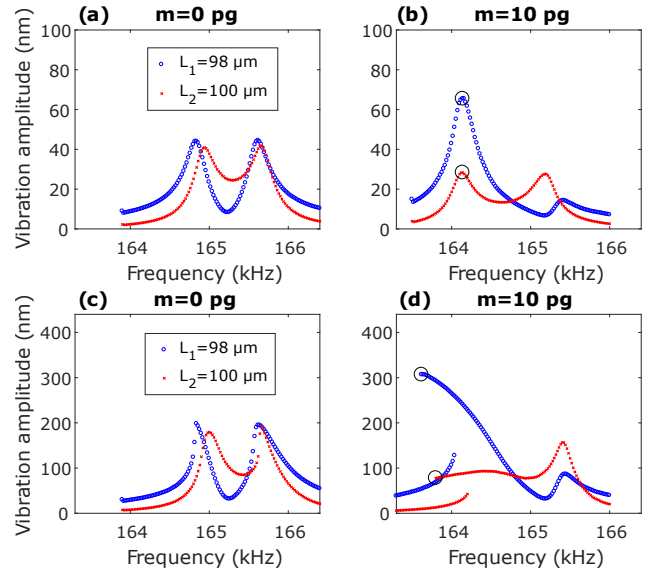 (a) m=0 pg
Vibration amplitude (nm)
100
80
60
40
20
0
L1=98 µm
L2=100 µm
164 165 166
Frequency (kHz)
(b) m=10 pg
100
80
60
40
20
0
164 165 166
Frequency (kHz)
(c) m=0 pg
Vibration amplitude (nm)
400
300
200
100
0
L1=98 µm
L2=100 µm
164 165 166
Frequency (kHz)
(d) m=10 pg
400
300
200
100
0
164 165 166
Frequency (kHz)